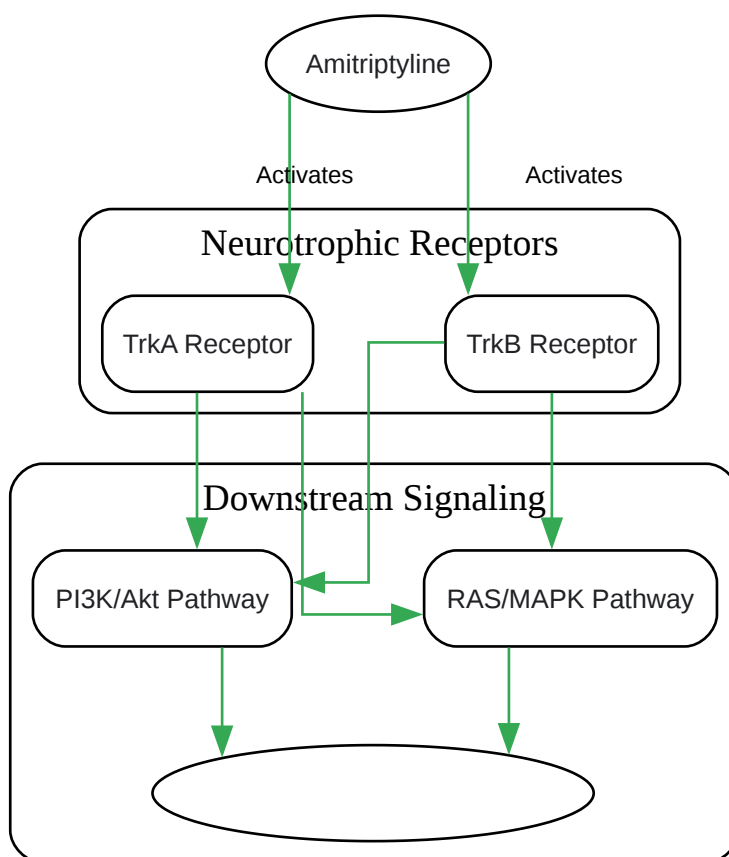 Amitriptyline
Activates
Activates
Neurotrophic Receptors
TrkA Receptor
TrkB Receptor
Downstream Signaling
PI3K/Akt Pathway
RAS/MAPK Pathway